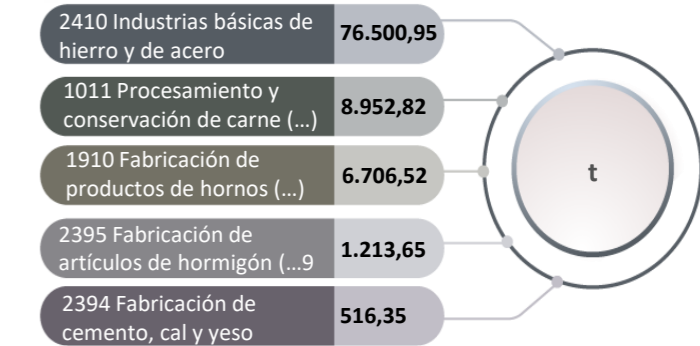 2410 Industrias básicas de
hierro y de acero
76.500,95
1011 Procesamiento y
conservación de carne (...)
8.952,82
1910 Fabricación de
productos de hornos (...)
6.706,52
2395 Fabricación de
artículos de hormigón (...9
1.213,65
2394 Fabricación de
cemento, cal y yeso
516,35
t